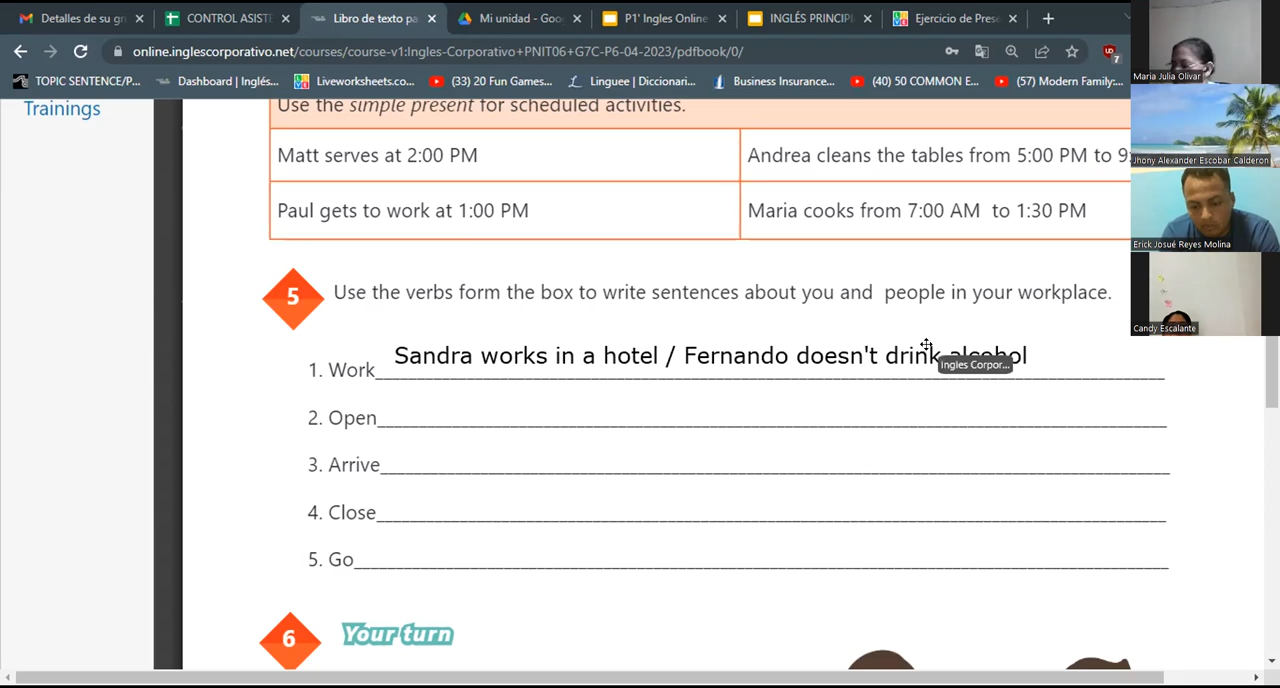 Detalles de su gr
CONTROL ASIST
Libro de texto pa
Mi unidad - Goo
P1' Ingles Online
INGLÉS PRINCIPI
Ejercicio de Prese
online.inglescorporativo.net/courses/course-v1:Ingles-Corporativo+PNIT06+G7C-P6-04-2023/pdfbook/0/
7
TOPIC SENTENCE/P...
Dashboard | Inglés...
Liveworksheets.co...
(33) 20 Fun Games...
Linguee | Diccionari...
Business Insurance...
(40) 50 COMMON E...
(57) Modern Family:...
Maria Julia Olivar
Jhony Alexander Escobar Calderon
Erick Josué Reyes Molina
Candy Escalante
Trainings
Use the simple present for scheduled activities.
Matt serves at 2:00 PM
Andrea cleans the tables from 5:00 PM to 9:
Paul gets to work at 1:00 PM
Maria cooks from 7:00 AM to 1:30 PM
5
Use the verbs form the box to write sentences about you and people in your workplace.
Sandra works in a hotel / Fernando doesn't drink alcohol
Ingles Corpor...
1. Work
2. Open
3. Arrive
4. Close
5. Go
6
Your turn